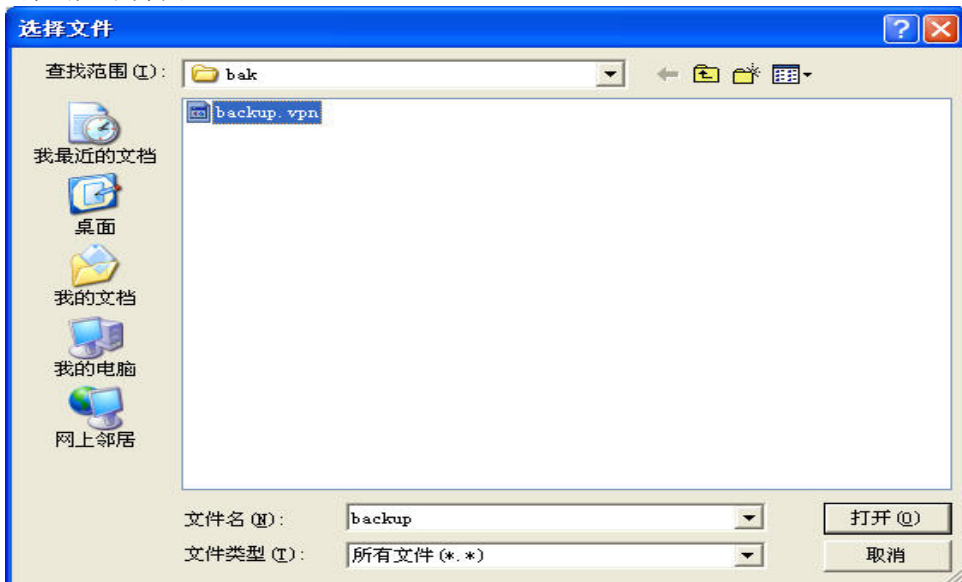 选择文件
查找范围(I):
bak
backup.vpn
我最近的文档
桌面
我的文档
我的电脑
网上邻居
文件名(N):
backup
打开(O)
文件类型(T):
所有文件(*.*)
取消